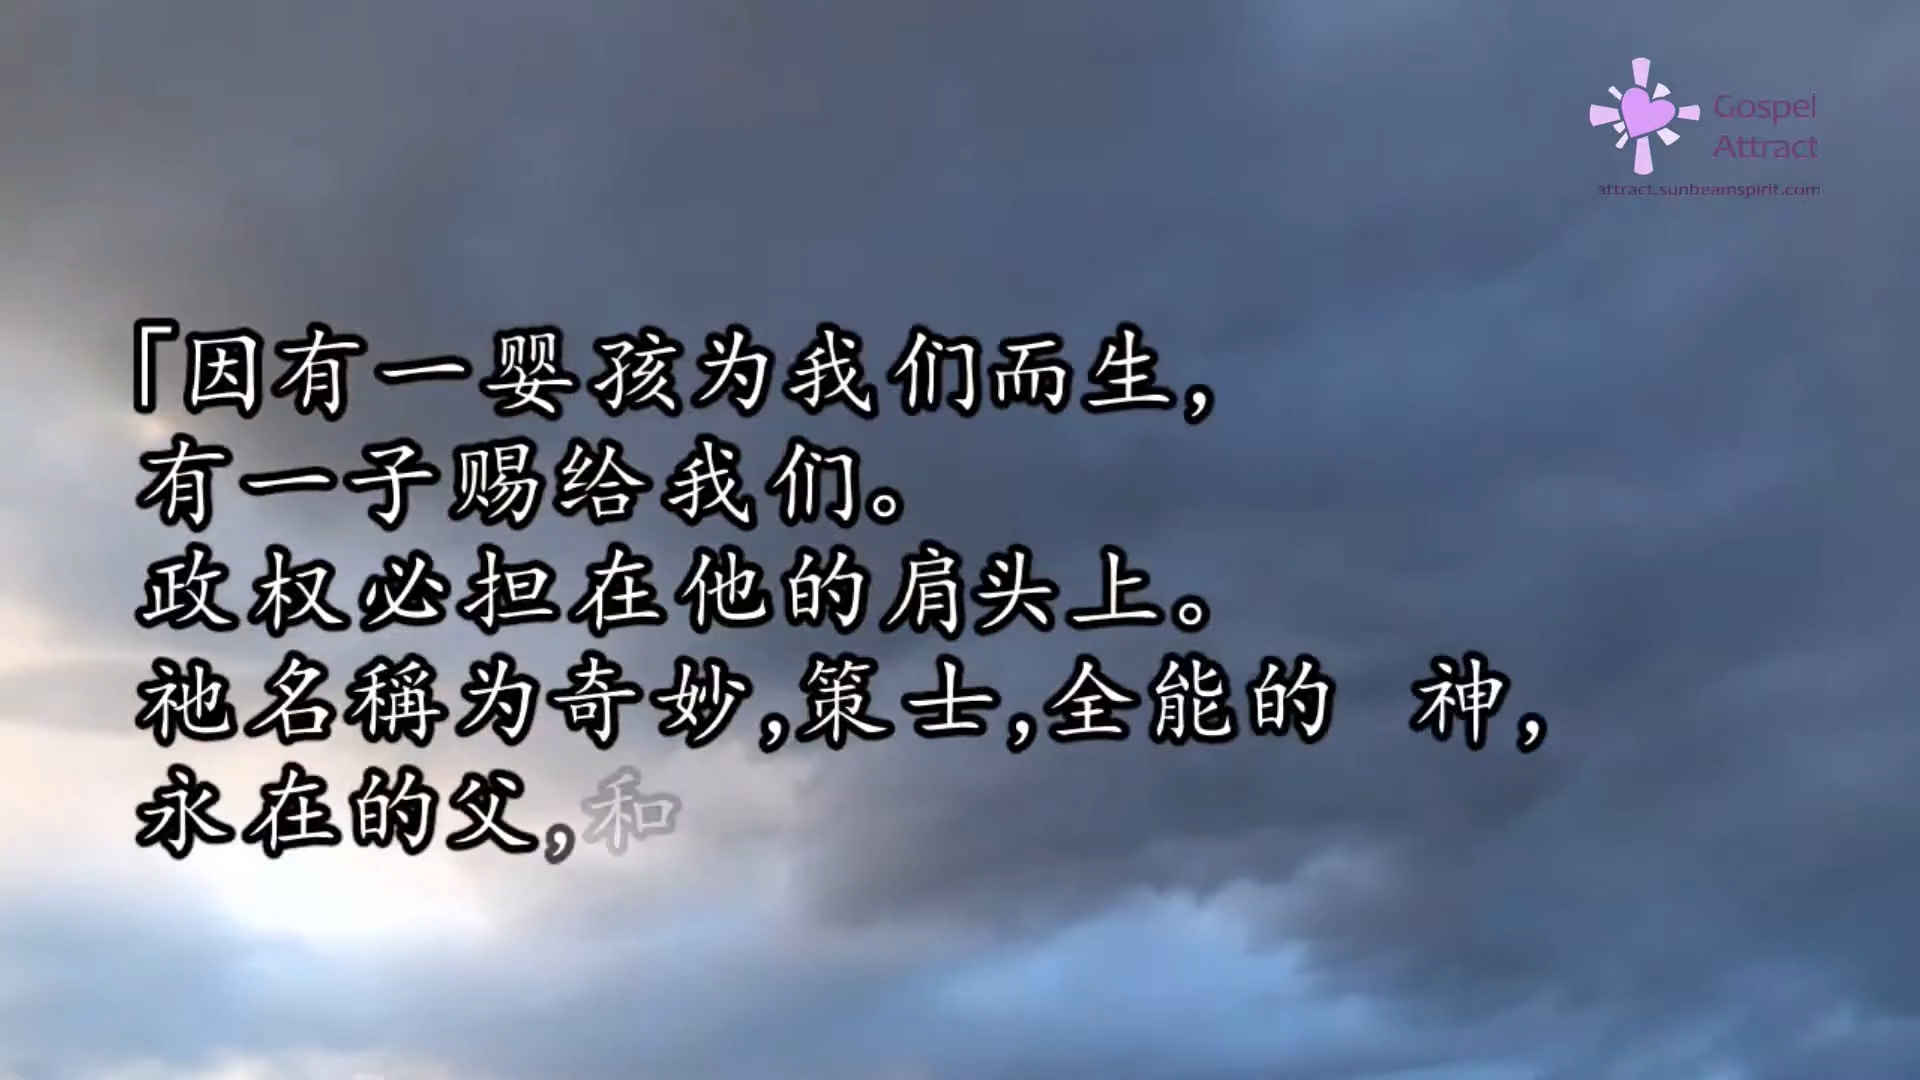 Gospel
Attract
attract.sunbeamspirit.com
「因有一婴孩为我们而生,
有一子赐给我们。
政权必担在他的肩头上。
祂名稱为奇妙,策士,全能的 神,
永在的父,和